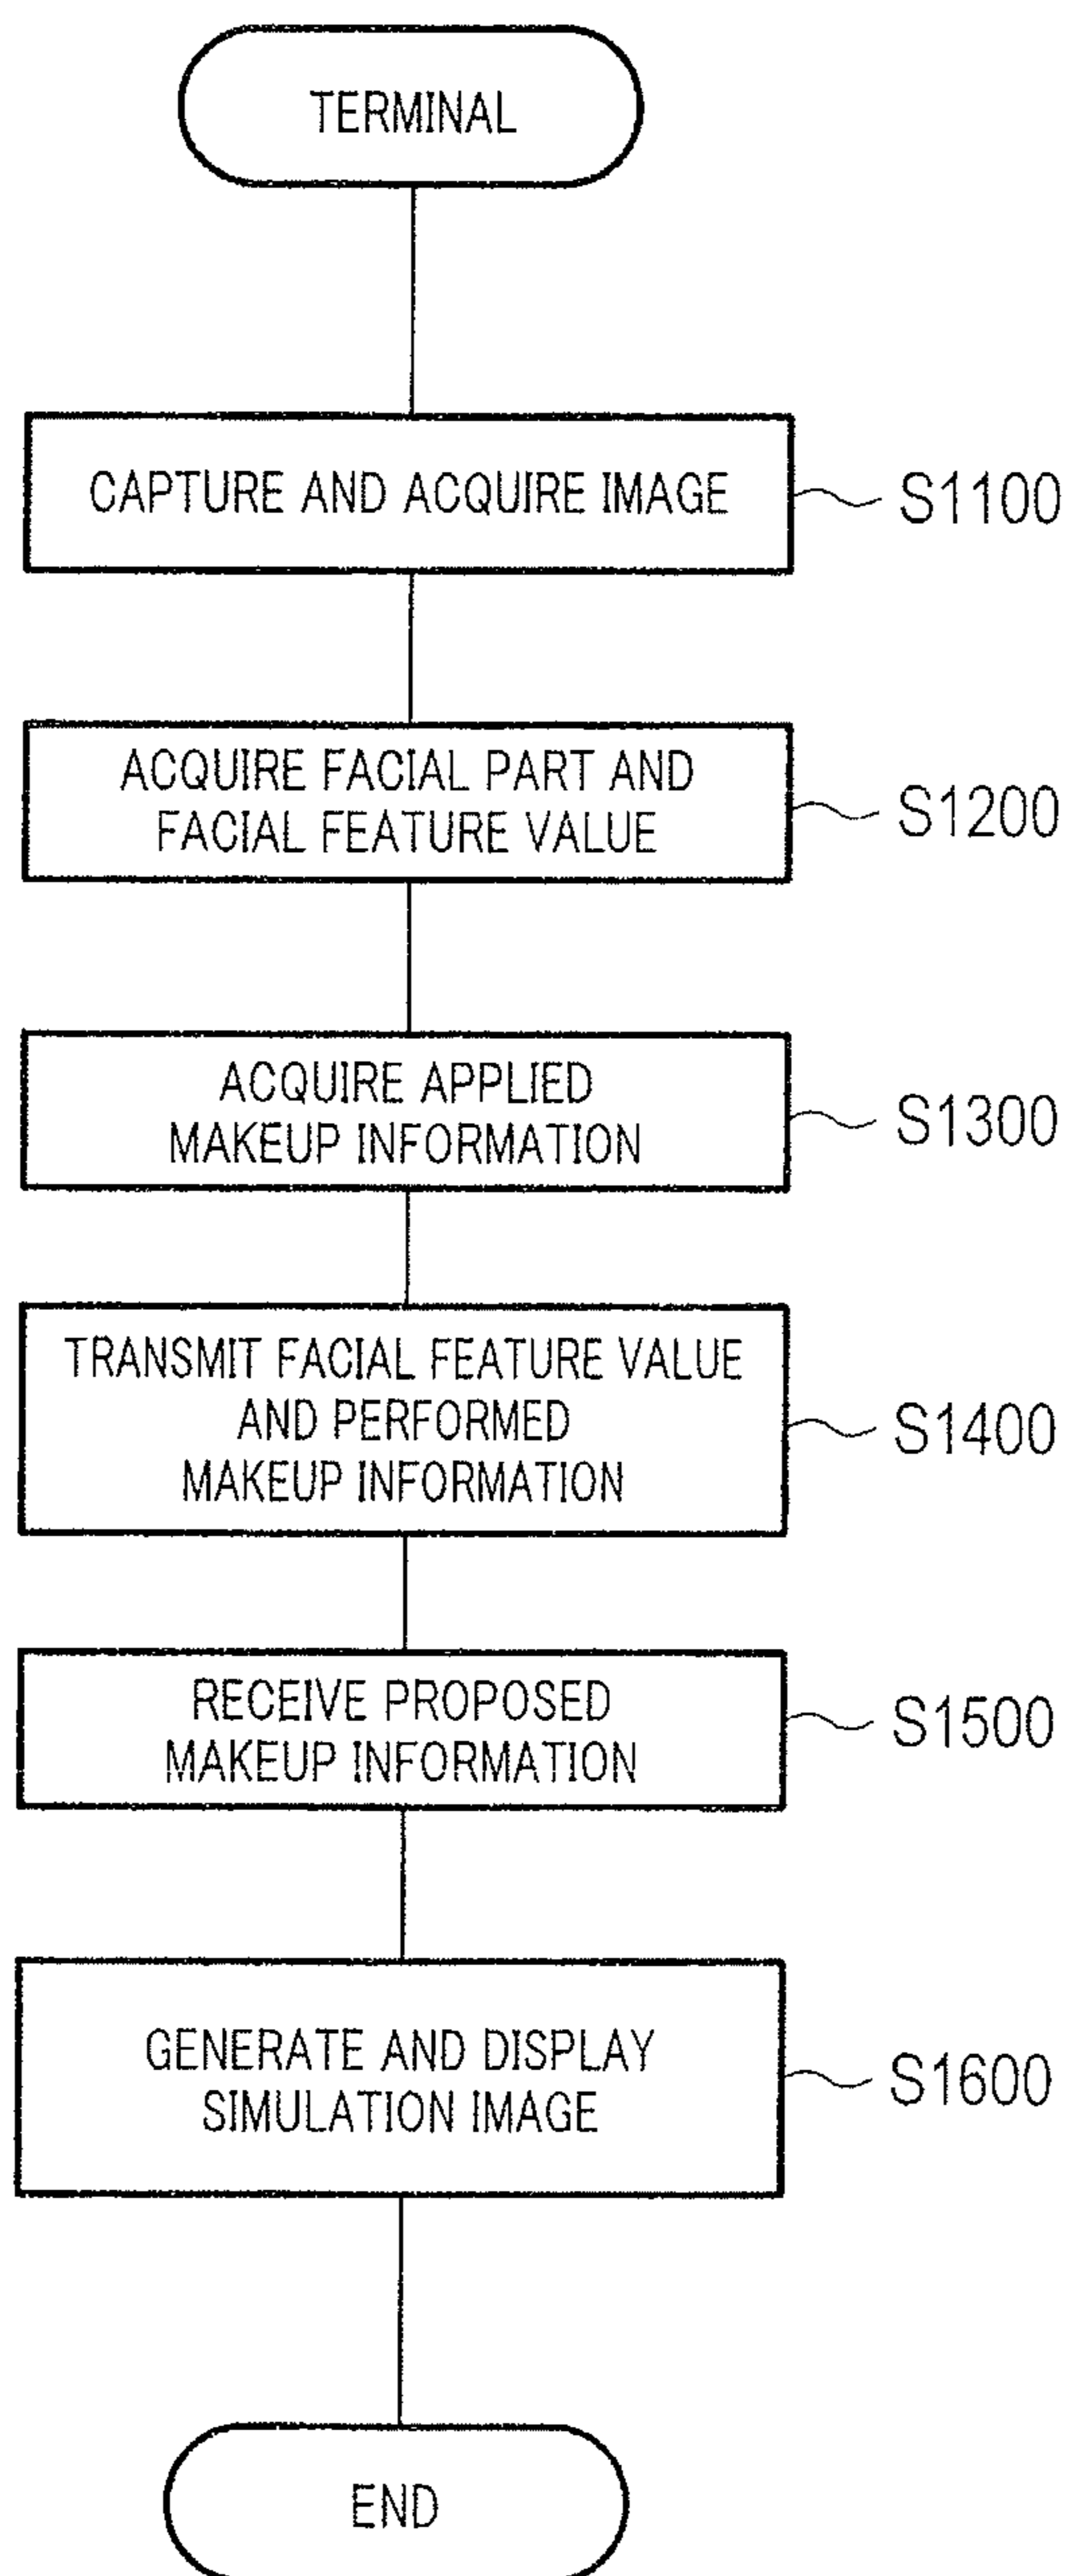 TERMINAL
CAPTURE AND ACQUIRE IMAGE
S1100
ACQUIRE FACIAL PART AND
FACIAL FEATURE VALUE
S1200
ACQUIRE APPLIED
MAKEUP INFORMATION
S1300
TRANSMIT FACIAL FEATURE VALUE
AND PERFORMED
MAKEUP INFORMATION
S1400
RECEIVE PROPOSED
MAKEUP INFORMATION
S1500
GENERATE AND DISPLAY
SIMULATION IMAGE
S1600
END